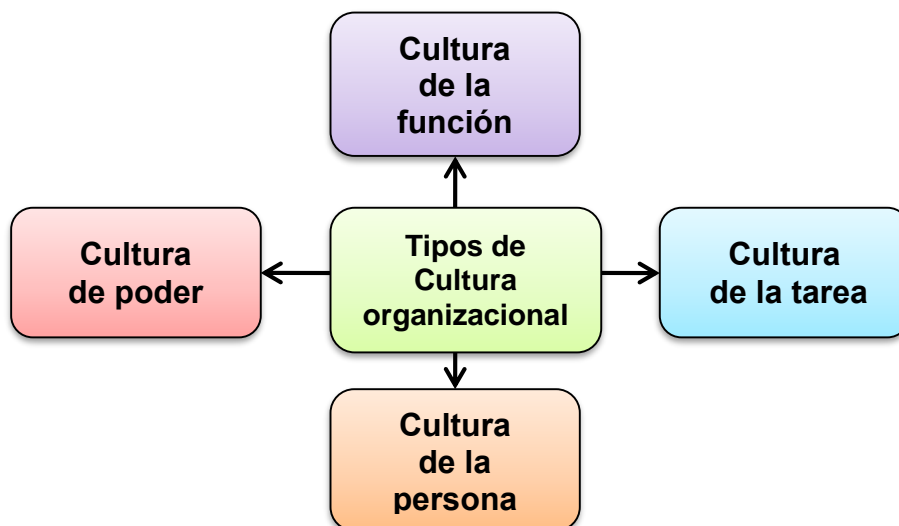 Cultura
de la
función
Cultura
de poder
Tipos de
Cultura
organizacional
Cultura
de la tarea
Cultura
de la
persona